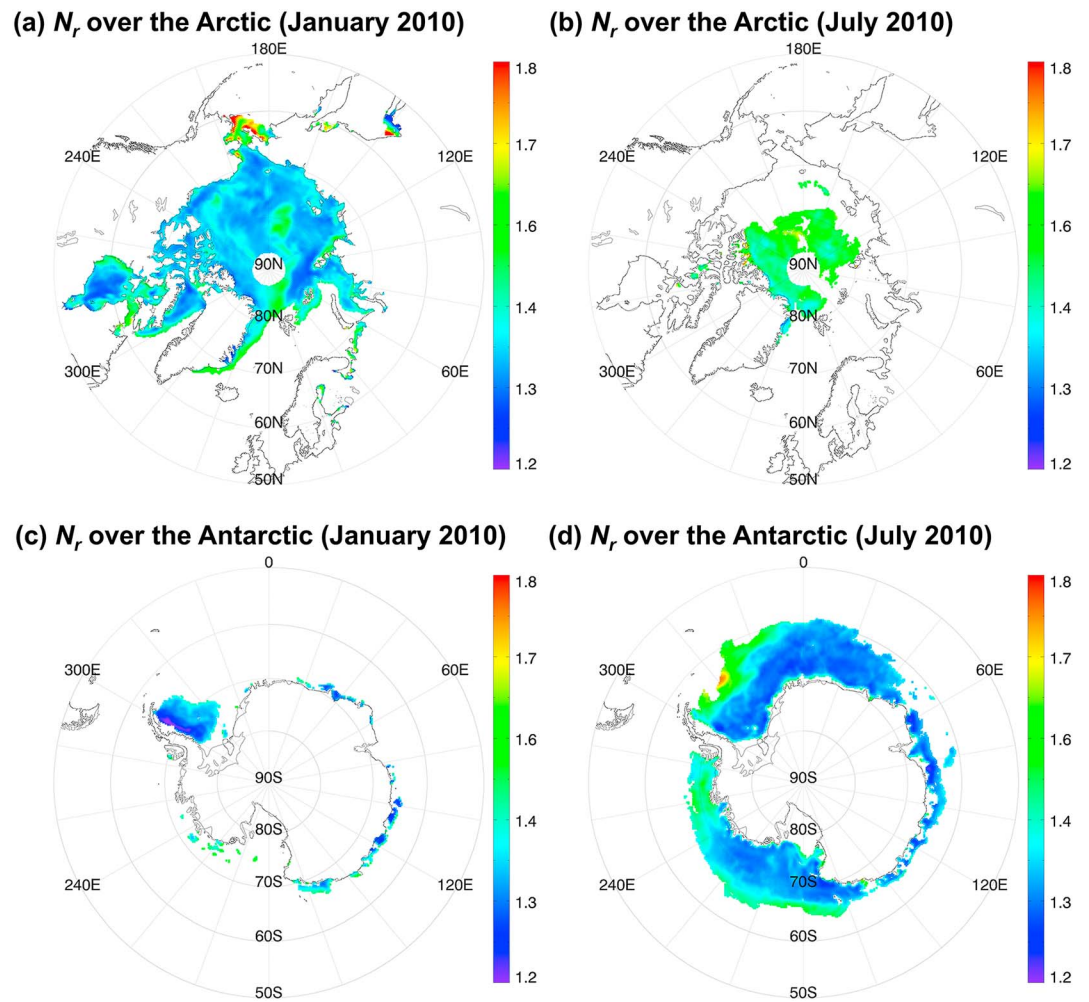 (a) Nr over the Arctic (January 2010)
180E
240E
120E
90N
80N
300E
70N
60E
60N
50N
1.8
1.7
1.6
1.5
1.4
1.3
1.2
(b) Nr over the Arctic (July 2010)
180E
240E
120E
90N
80N
300E
70N
60E
60N
50N
1.8
1.7
1.6
1.5
1.4
1.3
1.2
(c) Nr over the Antarctic (January 2010)
0
300E
60E
90S
80S
240E
70S
120E
60S
50S
1.8
1.7
1.6
1.5
1.4
1.3
1.2
(d) Nr over the Antarctic (July 2010)
0
300E
60E
90S
80S
240E
70S
120E
60S
50S
1.8
1.7
1.6
1.5
1.4
1.3
1.2